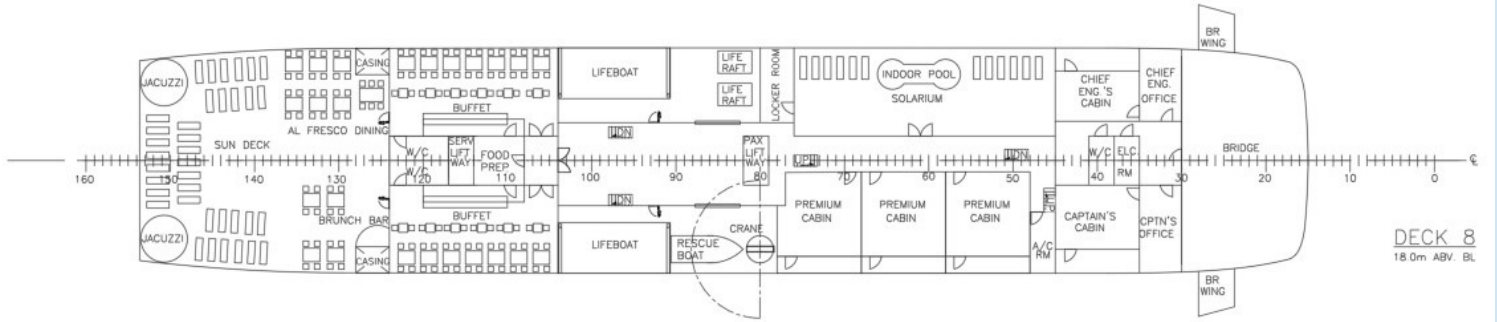 BR
WING
JACUZZI
CASING
LIFEBOAT
LIFE
RAFT
LIFE
RAFT
LOCKER ROOM
INDOOR POOL
SOLARIUM
CHIEF
ENG.'S
CABIN
CHIEF
ENG.
OFFICE
BUFFET
AL FRESCO DINING
SUN DECK
DN
W/C
W/C
SERV
LIFT
WAY
FOOD
PREP
PAX
LIFT
WAY
UP
DN
W/C
ELC.
RM
BRIDGE
160 150 140 130 120 110 100 90 80 70 60 50 40 30 20 10 0
DN
UP
BUFFET
BRUNCH BAR
JACUZZI
CASING
LIFEBOAT
RESCUE
BOAT
CRANE
PREMIUM
CABIN
PREMIUM
CABIN
PREMIUM
CABIN
A/C
RM
CAPTAIN'S
CABIN
CPTN'S
OFFICE
BR
WING
DECK 8
18.0m ABV. BL